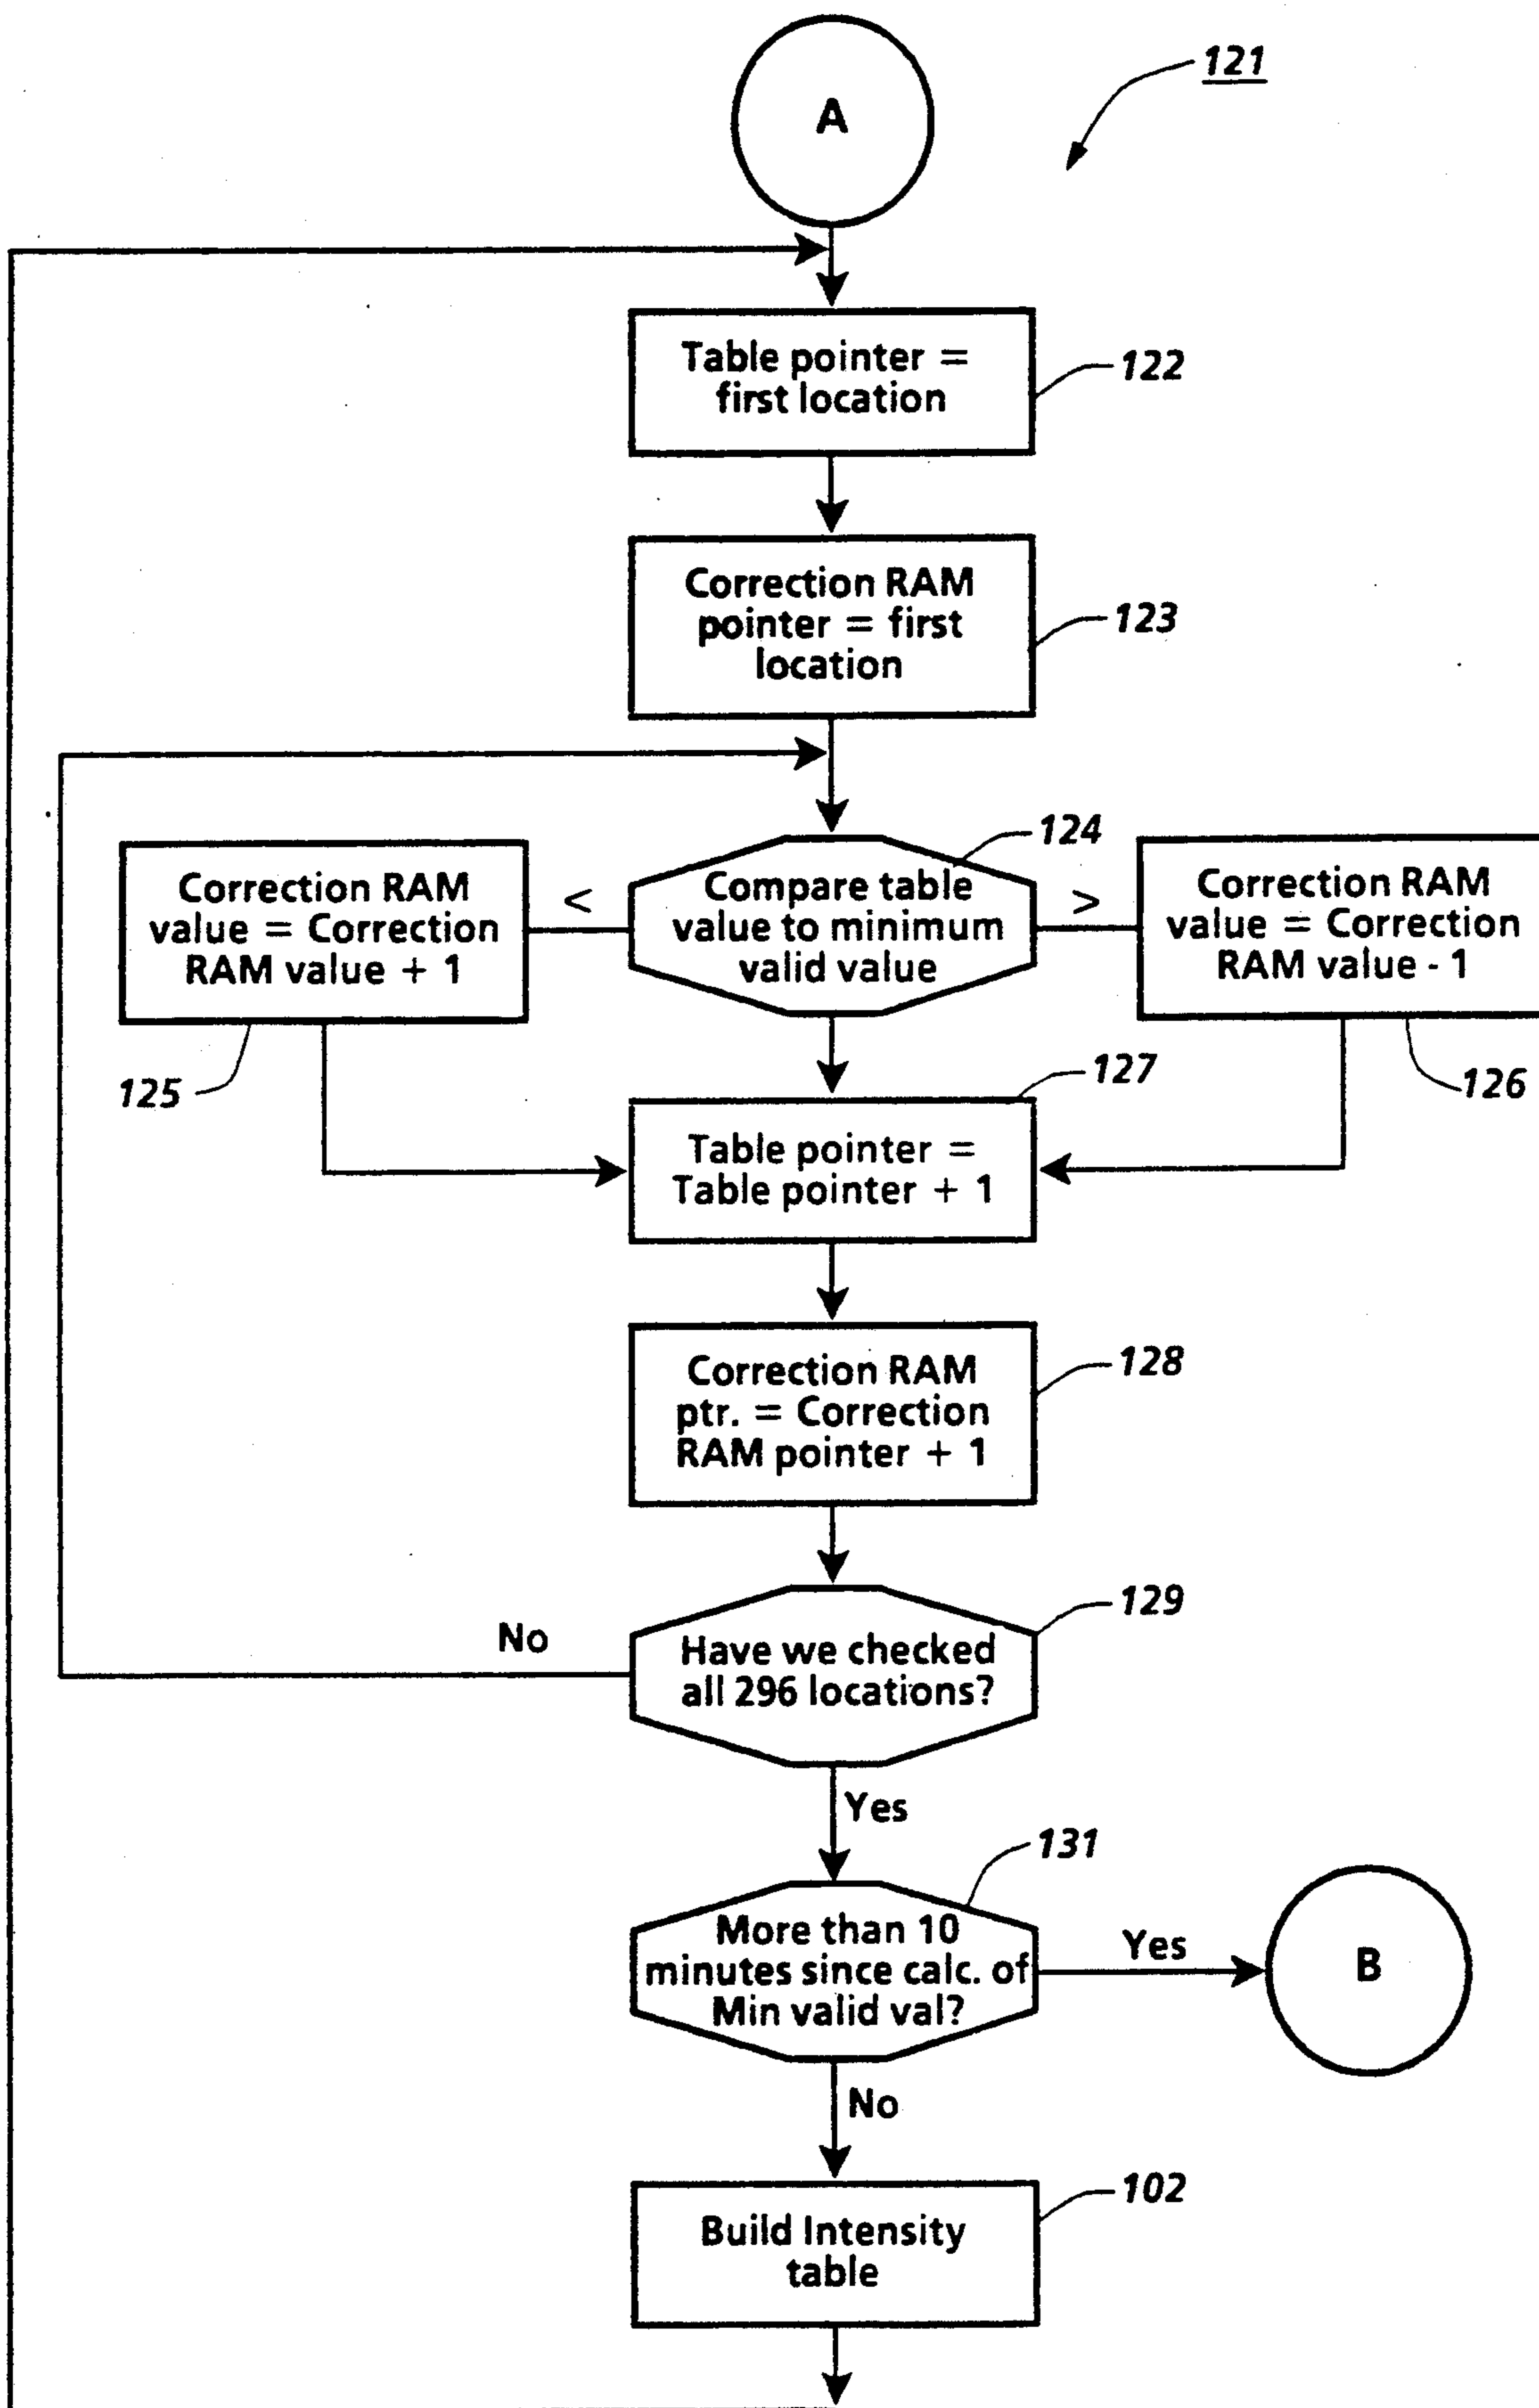 A
121
Table pointer =
first location
122
Correction RAM
pointer = first
location
123
124
Correction RAM
value = Correction
RAM value + 1
<
Compare table
value to minimum
valid value
>
Correction RAM
value = Correction
RAM value - 1
125
127
126
Table pointer =
Table pointer + 1
Correction RAM
ptr. = Correction
RAM pointer + 1
128
129
No
Have we checked
all 296 locations?
Yes
131
More than 10
minutes since calc. of
Min valid val?
Yes
B
No
102
Build Intensity
table